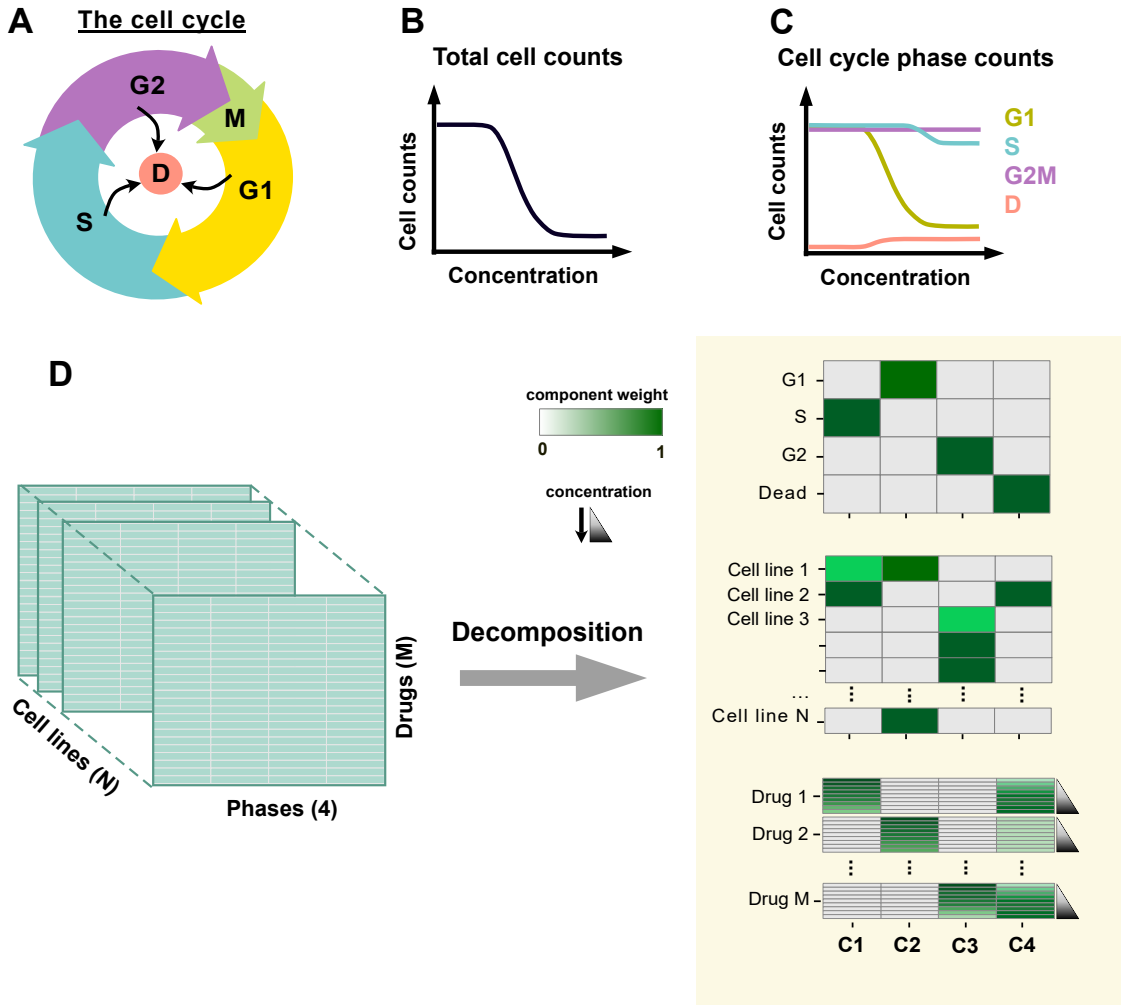 A
The cell cycle
G2
M
D
G1
S
B
Total cell counts
Cell counts
Concentration
C
Cell cycle phase counts
Cell counts
Concentration
G1
S
G2M
D
D
component weight
0
1
concentration
Cell lines (N)
Phases (4)
Drugs (M)
Decomposition
G1
S
G2
Dead
Cell line 1
Cell line 2
Cell line 3
...
Cell line N
Drug 1
Drug 2
Drug M
C1
C2
C3
C4